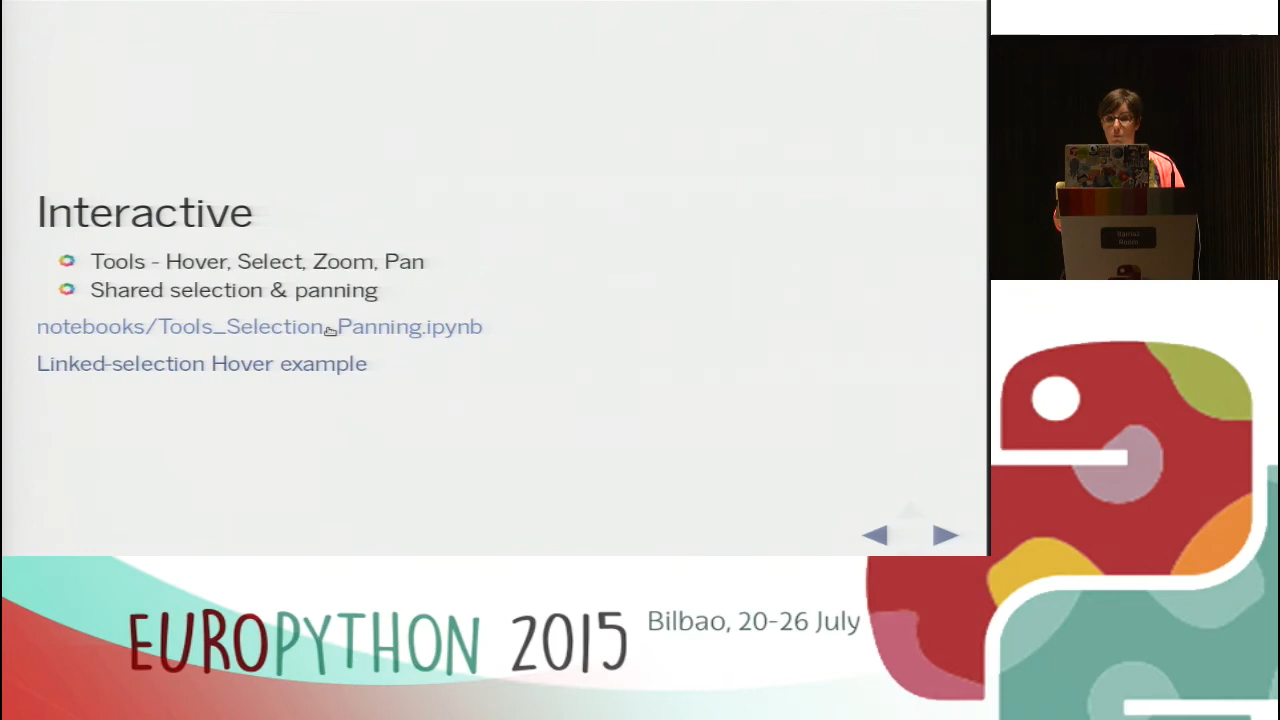 Interactive
Tools - Hover, Select, Zoom, Pan
Shared selection & panning
notebooks/Tools_Selection_Panning.ipynb
Linked-selection Hover example
Room
EUROPYTHON 2015
Bilbao, 20-26 July